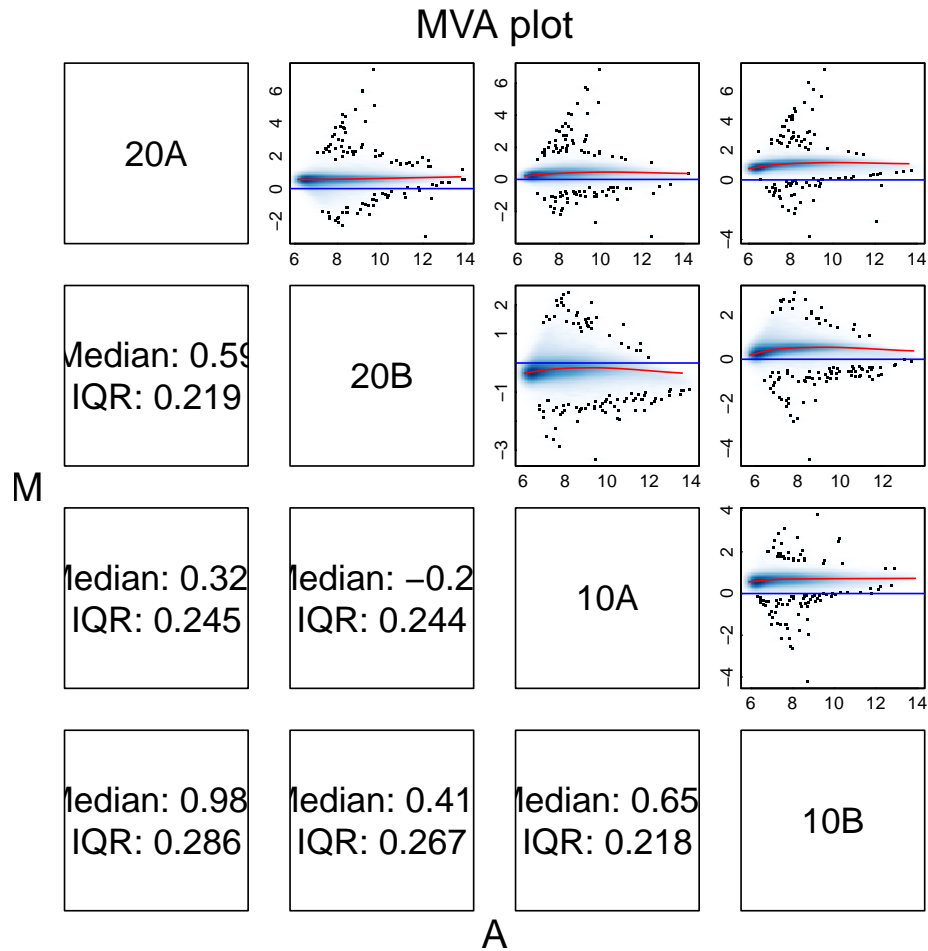 MVA plot
20A
6
4
2
0
−2
6 8 10 12 14
6
4
2
0
−2
6 8 10 12 14
6
4
2
0
−4
6 8 10 12 14
Median: 0.59
IQR: 0.219
20B
2
1
−1
−3
6 8 10 12 14
2
0
−2
−4
6 8 10 12
M
Median: 0.32
IQR: 0.245
Median: −0.2
IQR: 0.244
10A
4
2
0
−2
−4
6 8 10 12 14
Median: 0.98
IQR: 0.286
Median: 0.41
IQR: 0.267
Median: 0.65
IQR: 0.218
10B
A